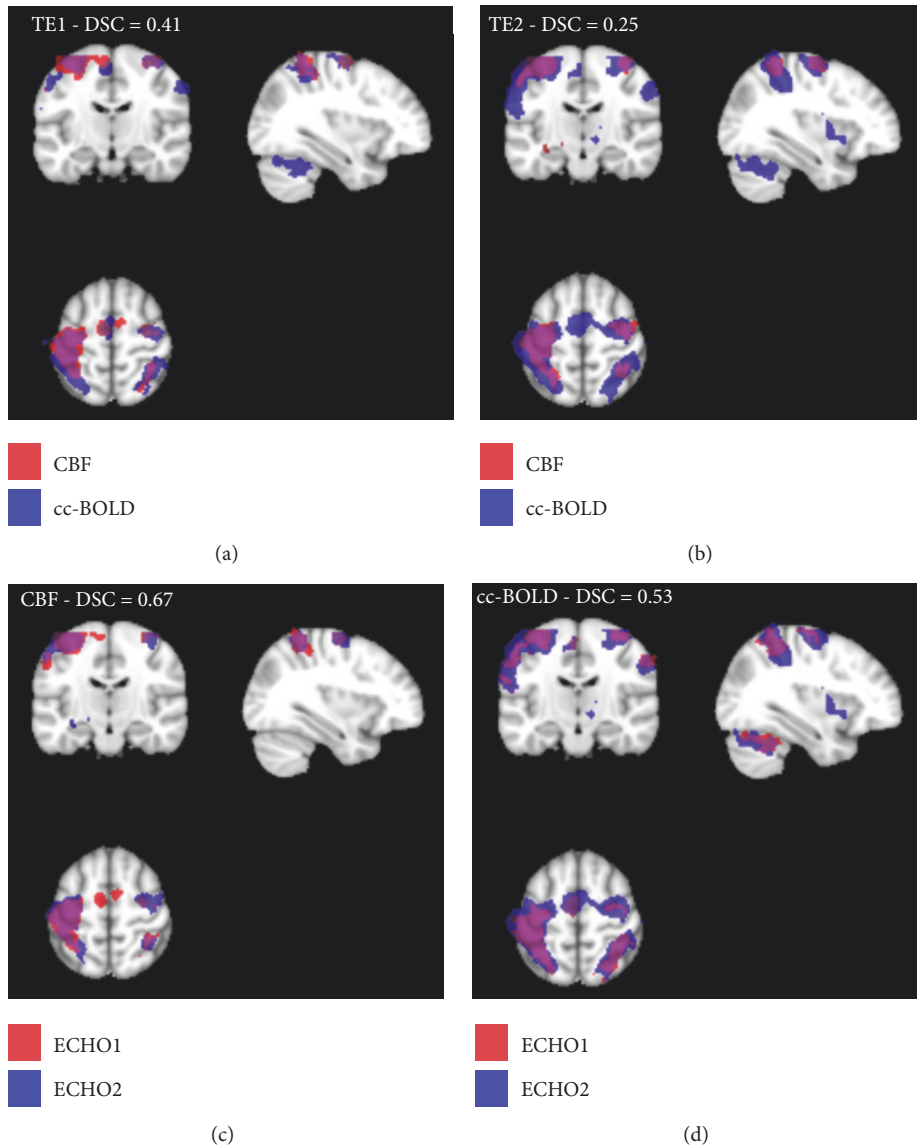 TE1 - DSC = 0.41
TE2 - DSC = 0.25
CBF
cc-BOLD
(a)
CBF
cc-BOLD
(b)
CBF - DSC = 0.67
cc-BOLD - DSC = 0.53
ECHO1
ECHO2
(c)
ECHO1
ECHO2
(d)